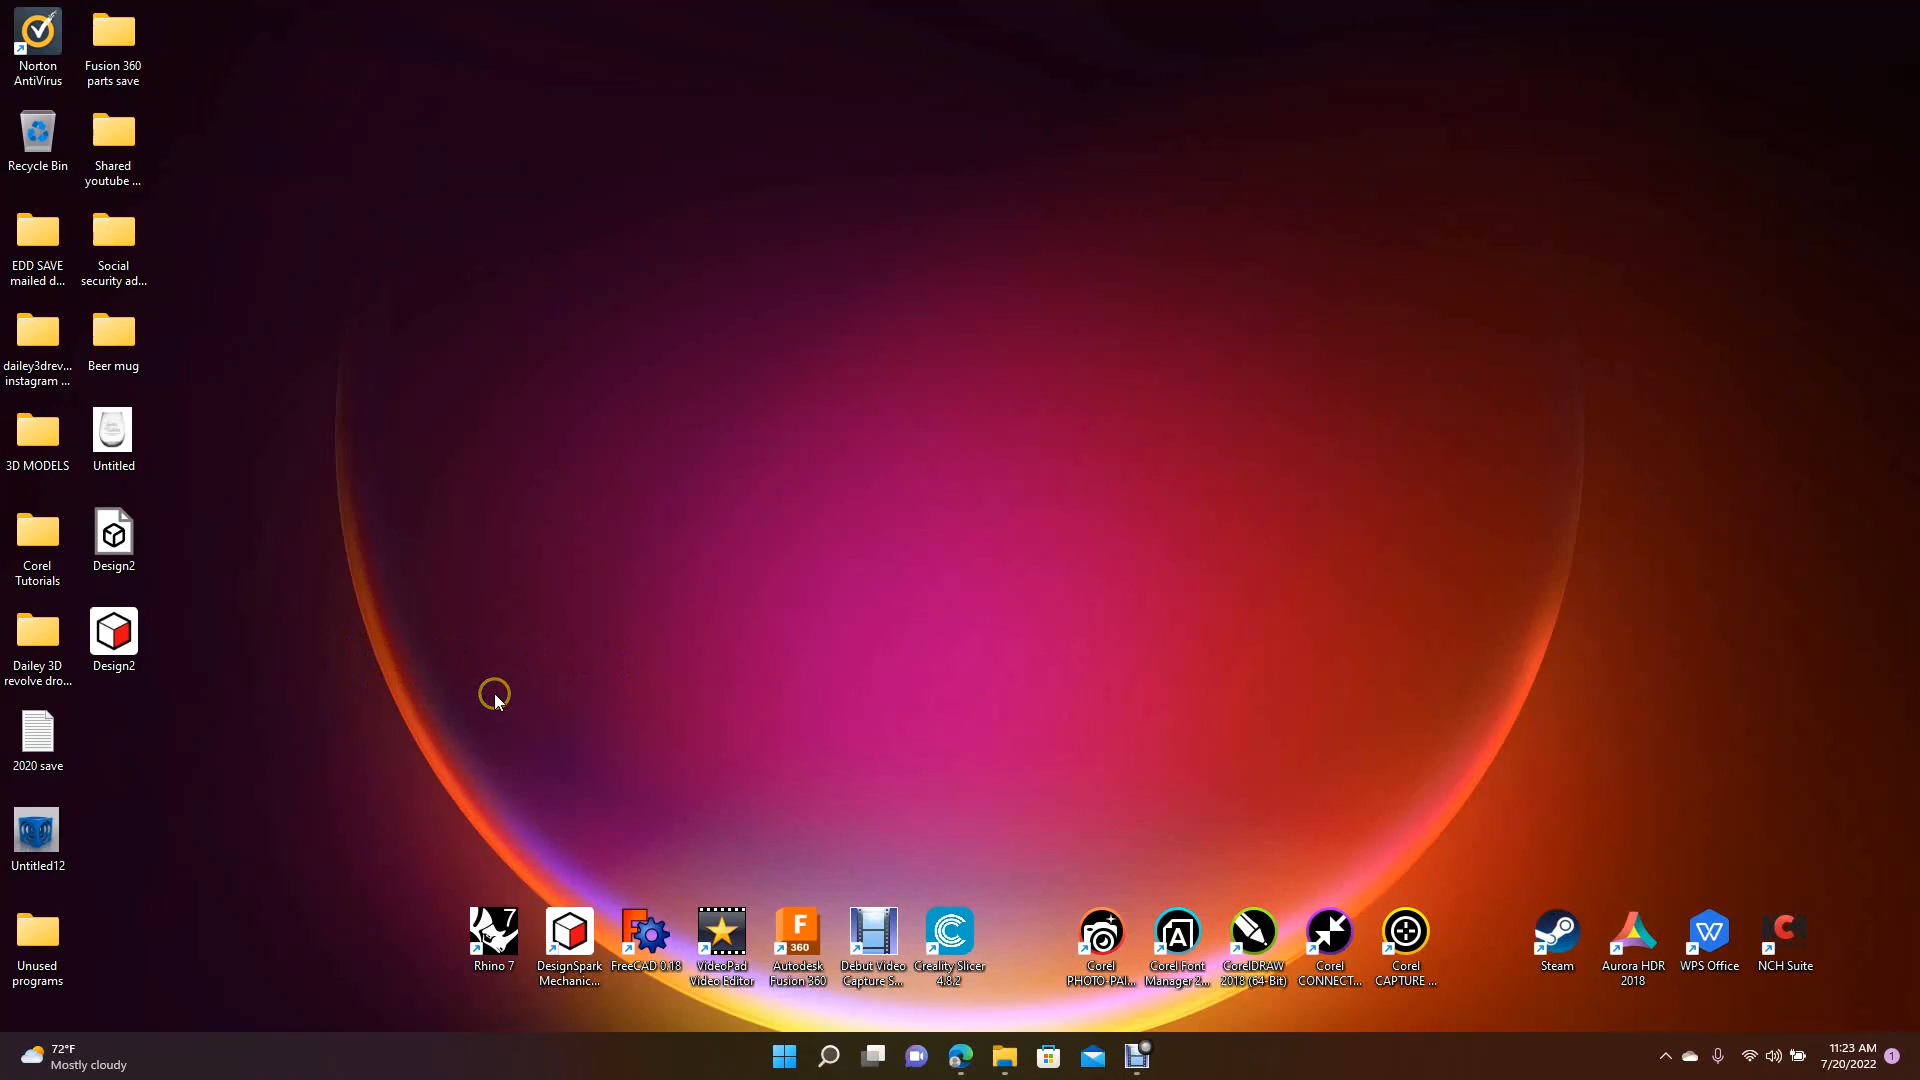 Norton
AntiVirus
Fusion 360
parts save
Recycle Bin
Shared
youtube ...
EDD SAVE
mailed d...
Social
security ad...
dailey3drev...
instagram ...
Beer mug
3D MODELS
Untitled
Corel
Tutorials
Design2
Dailey 3D
revolve dro...
Design2
2020 save
Untitled12
Unused
programs
7
Rhino 7
DesignSpark
Mechanic...
FreeCAD 0.18
VideoPad
Video Editor
F
360
Autodesk
Fusion 360
Debut Video
Capture S...
Creality Slicer
4.8.2
Corel
PHOTO-PAI...
A
Corel Font
Manager 2...
CorelDRAW
2018 (64-Bit)
Corel
CONNECT...
Corel
CAPTURE ...
Steam
Aurora HDR
2018
W
WPS Office
NCH Suite
72°F
Mostly cloudy
11:23 AM
7/20/2022
1